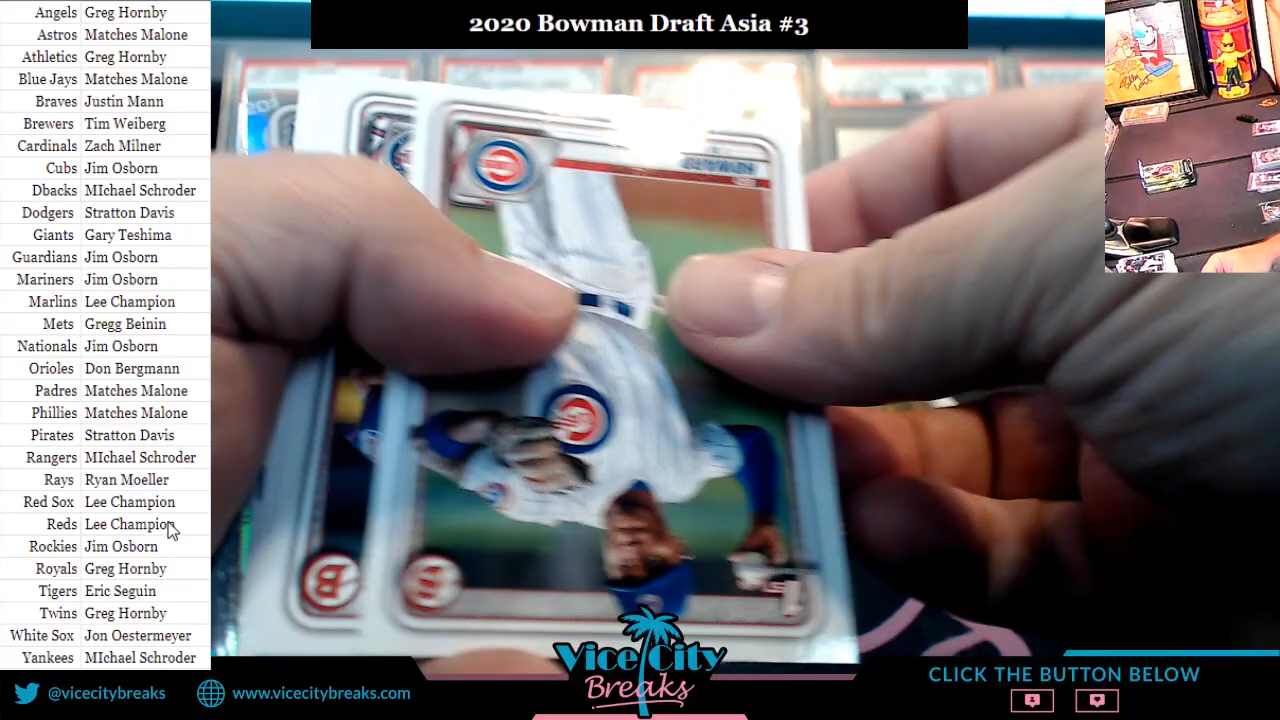 2020 Bowman Draft Asia #3
Angels Greg Hornby
Astros Matches Malone
Athletics Greg Hornby
Blue Jays Matches Malone
Braves Justin Mann
Brewers Tim Weiberg
Cardinals Zach Milner
Cubs Jim Osborn
Dbacks MIchael Schroder
Dodgers Stratton Davis
Giants Gary Teshima
Guardians Jim Osborn
Mariners Jim Osborn
Marlins Lee Champion
Mets Gregg Beinin
Nationals Jim Osborn
Orioles Don Bergmann
Padres Matches Malone
Phillies Matches Malone
Pirates Stratton Davis
Rangers MIchael Schroder
Rays Ryan Moeller
Red Sox Lee Champion
Reds Lee Champion
Rockies Jim Osborn
Royals Greg Hornby
Tigers Eric Seguin
Twins Greg Hornby
White Sox Jon Oestermeyer
Yankees MIchael Schroder
HOWARD
B
B
1st
@vicecitybreaks
www.vicecitybreaks.com
Vice City
Breaks
CLICK THE BUTTON BELOW